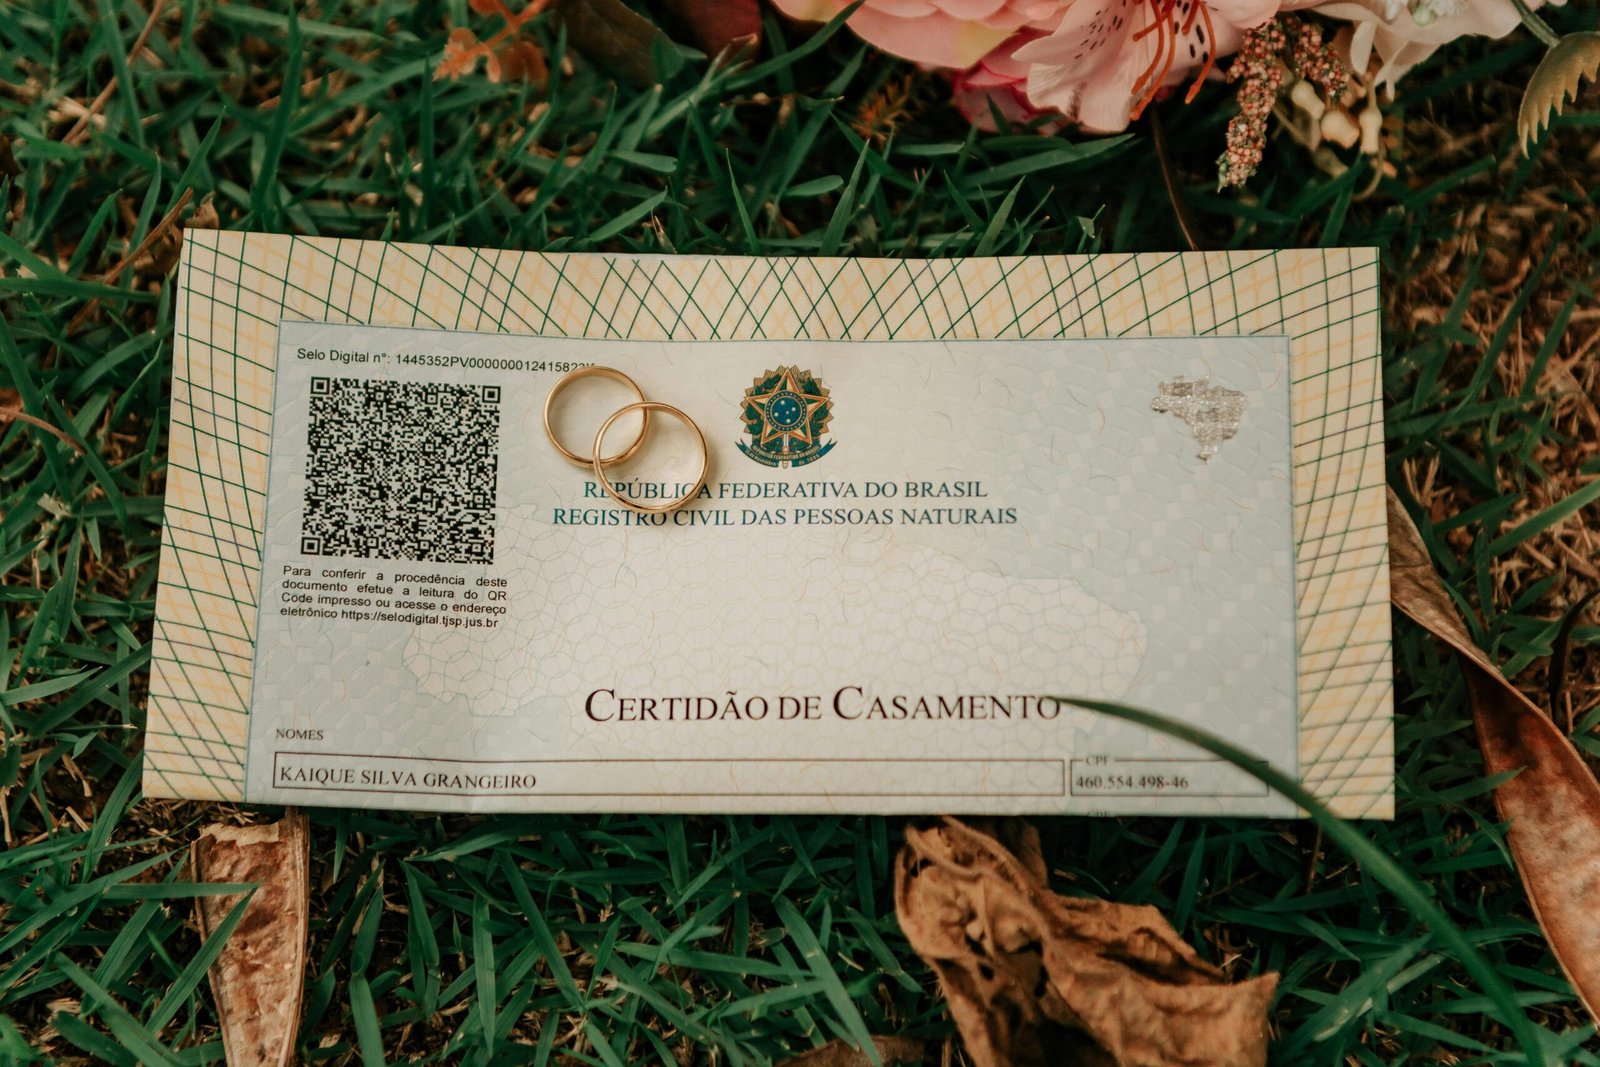 Selo Digital nº: 1445352PV000000012415822
REPÚBLICA FEDERATIVA DO BRASIL
REGISTRO CIVIL DAS PESSOAS NATURAIS
Para conferir a procedência deste
documento efetue a leitura do QR
Code impresso ou acesse o endereço
eletrônico https://selodigital.tjsp.jus.br
CERTIDÃO DE CASAMENTO
NOMES
CPF
KAIQUE SILVA GRANGEIRO
460.554.498-46
CPF